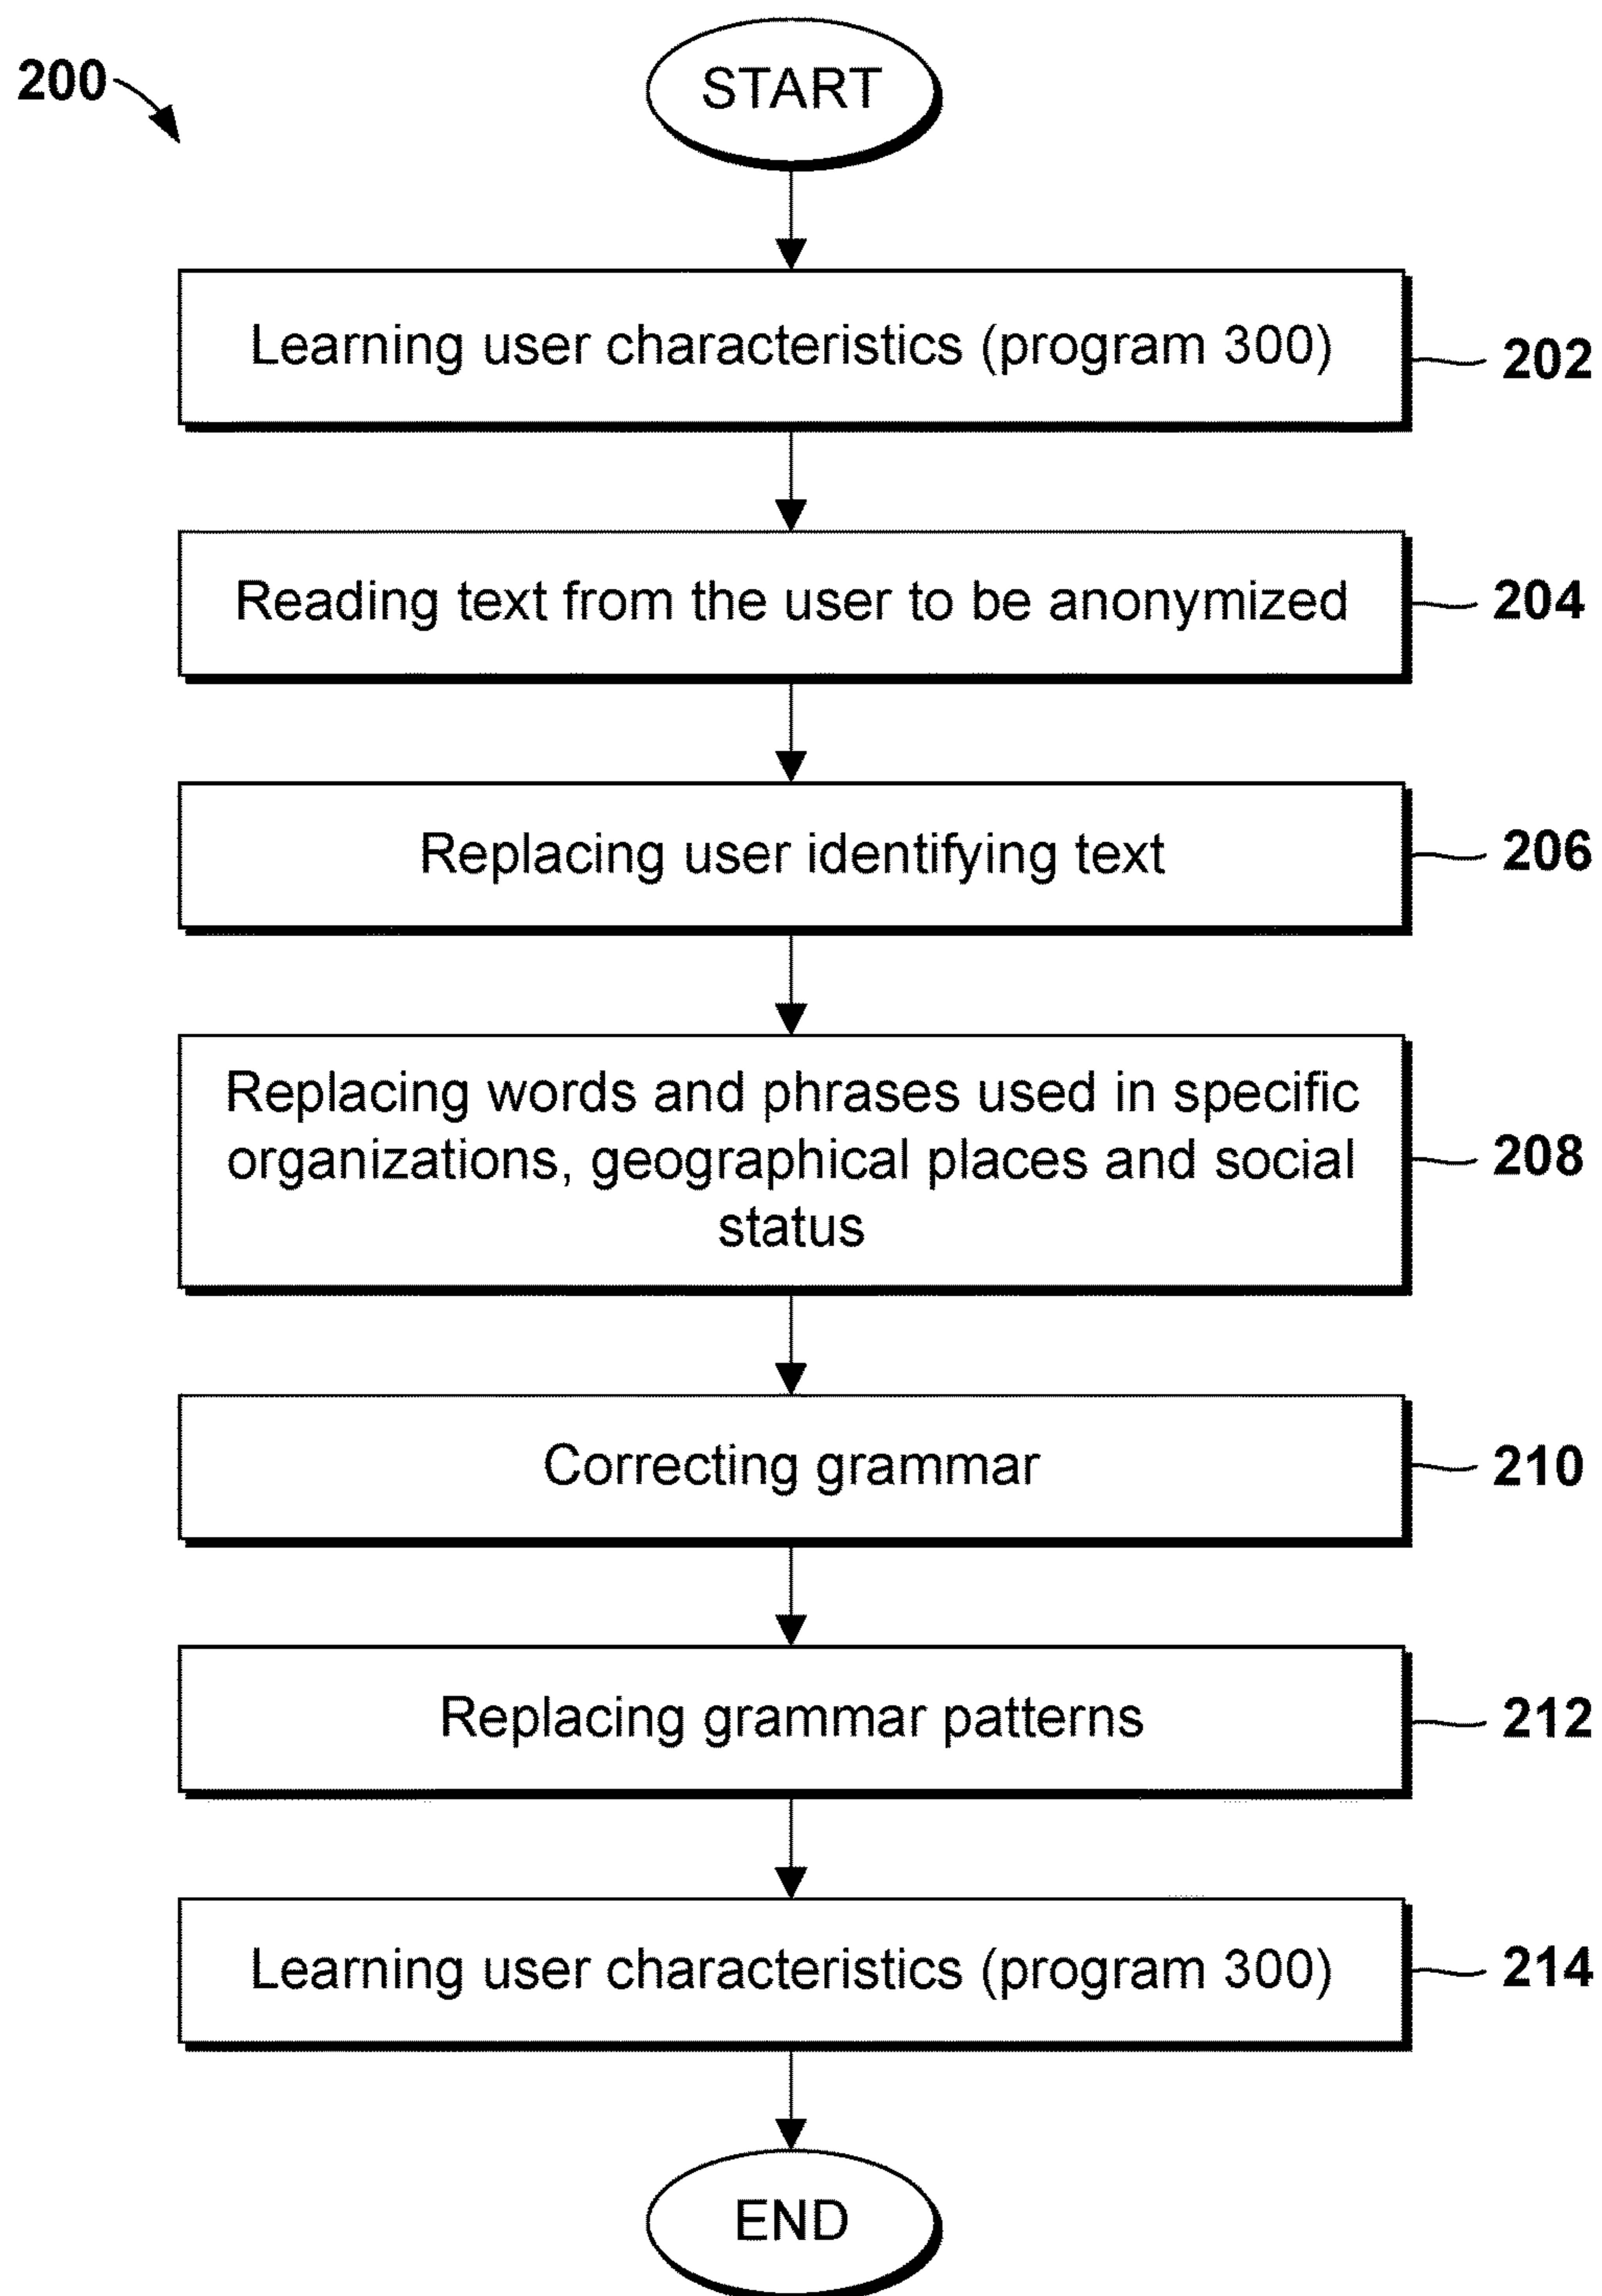 200
START
Learning user characteristics (program 300)
202
Reading text from the user to be anonymized
204
Replacing user identifying text
206
Replacing words and phrases used in specific
organizations, geographical places and social
status
208
Correcting grammar
210
Replacing grammar patterns
212
Learning user characteristics (program 300)
214
END